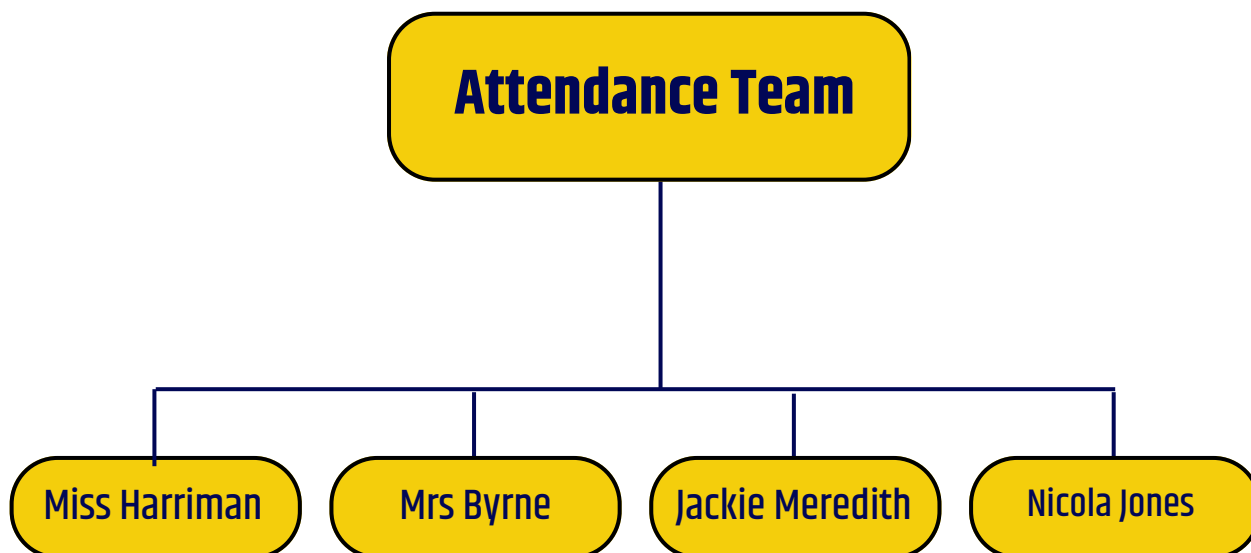 Attendance Team
Miss Harriman
Mrs Byrne
Jackie Meredith
Nicola Jones